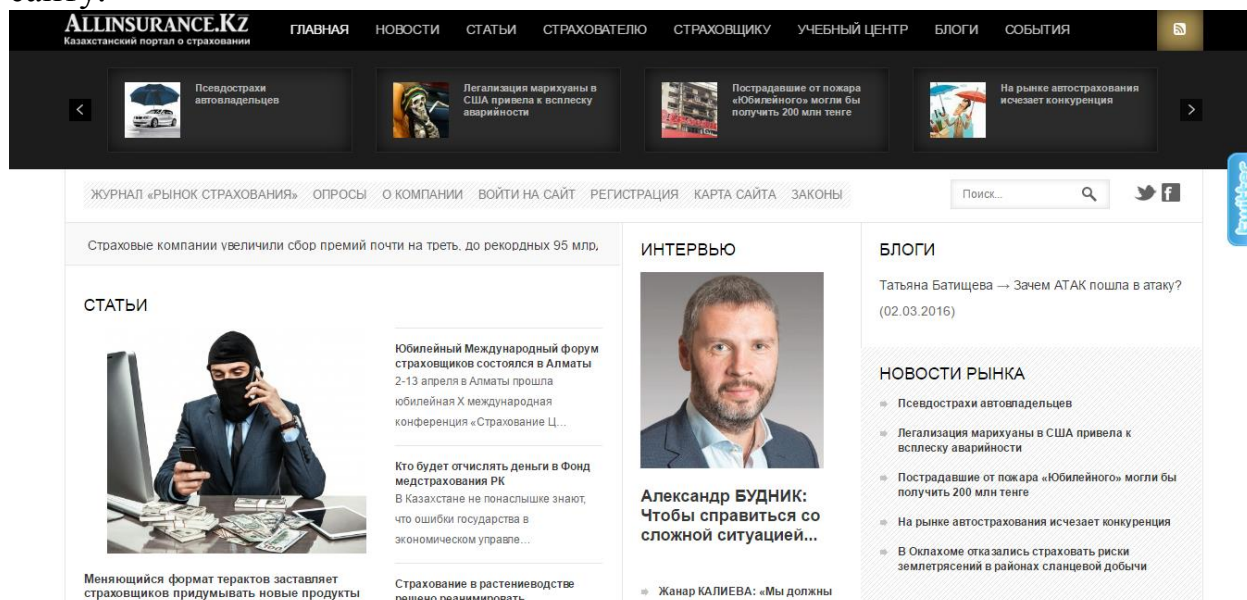 сайту.
ALLINSURANCE.KZ
Казахстанский портал о страховании
ГЛАВНАЯ НОВОСТИ СТАТЬИ СТРАХОВАТЕЛЮ СТРАХОВЩИКУ УЧЕБНЫЙ ЦЕНТР БЛОГИ СОБЫТИЯ
Псевдострахи
автовладельцев
Легализация марихуаны в
США привела к всплеску
аварийности
Пострадавшие от пожара
«Юбилейного» могли бы
получить 200 млн тенге
На рынке автострахования
исчезает конкуренция
ЖУРНАЛ «РЫНОК СТРАХОВАНИЯ» ОПРОСЫ О КОМПАНИИ ВОЙТИ НА САЙТ РЕГИСТРАЦИЯ КАРТА САЙТА ЗАКОНЫ
Поиск...
twitter
Страховые компании увеличили сбор премий почти на треть, до рекордных 95 млр,
СТАТЬИ
Меняющийся формат терактов заставляет
страховщиков придумывать новые продукты
Юбилейный Международный форум
страховщиков состоялся в Алматы
2-13 апреля в Алматы прошла
юбилейная X международная
конференция «Страхование Ц...
Кто будет отчислять деньги в Фонд
медстрахования РК
В Казахстане не понаслышке знают,
что ошибки государства в
экономическом управле...
Страхование в растениеводстве
решено реанимировать
ИНТЕРВЬЮ
Александр БУДНИК:
Чтобы справиться со
сложной ситуацией...
Жанар КАЛИЕВА: «Мы должны
БЛОГИ
Татьяна Батищева → Зачем АТАК пошла в атаку?
(02.03.2016)
НОВОСТИ РЫНКА
Псевдострахи автовладельцев
Легализация марихуаны в США привела к
всплеску аварийности
Пострадавшие от пожара «Юбилейного» могли бы
получить 200 млн тенге
На рынке автострахования исчезает конкуренция
В Оклахоме отказались страховать риски
землетрясений в районах сланцевой добычи